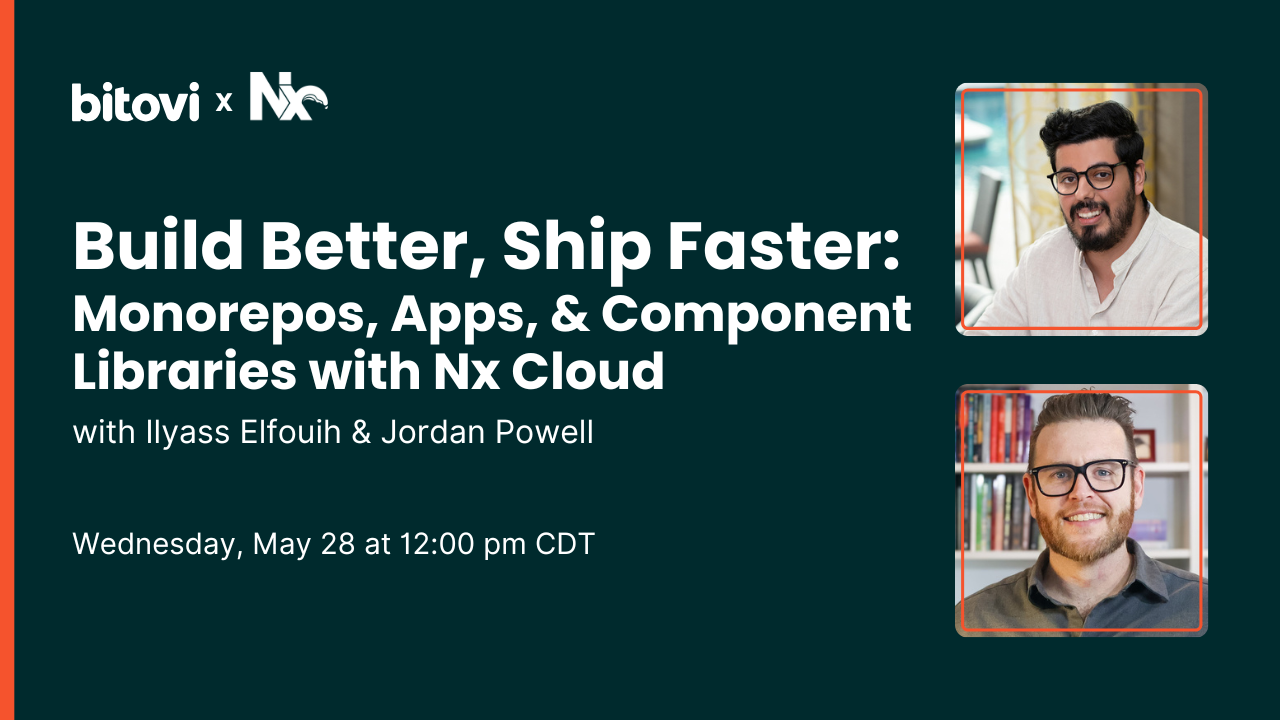 bitovi x Nx
Build Better, Ship Faster:
Monorepos, Apps, & Component
Libraries with Nx Cloud
with Ilyass Elfouih & Jordan Powell
Wednesday, May 28 at 12:00 pm CDT